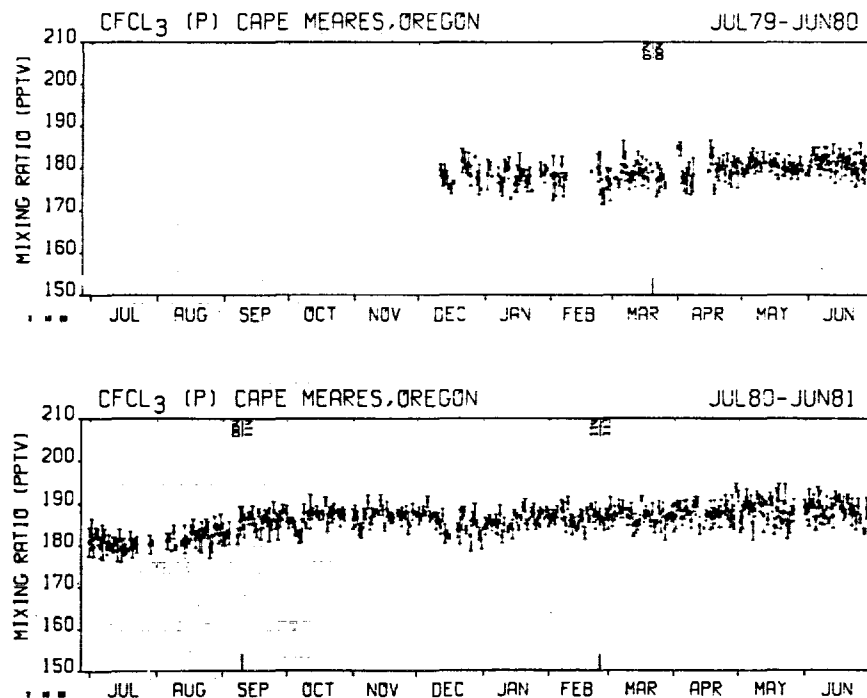 CFCL3 (P) CAPE MEARES,OREGON JUL79-JUN80
MIXING RATIO (PPTV)
210
200
190
180
170
160
150
JUL AUG SEP OCT NOV DEC JAN FEB MAR APR MAY JUN
CFCL3 (P) CAPE MEARES,OREGON JUL80-JUN81
MIXING RATIO (PPTV)
210
200
190
180
170
160
150
JUL AUG SEP OCT NOV DEC JAN FEB MAR APR MAY JUN